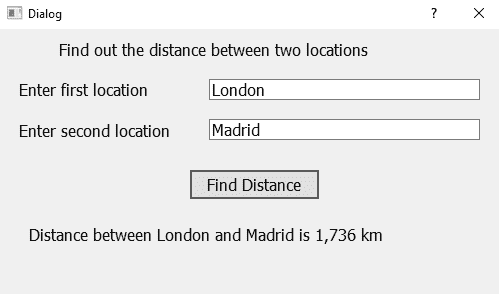 Dialog
?
Find out the distance between two locations
Enter first location London
Enter second location Madrid
Find Distance
Distance between London and Madrid is 1,736 km